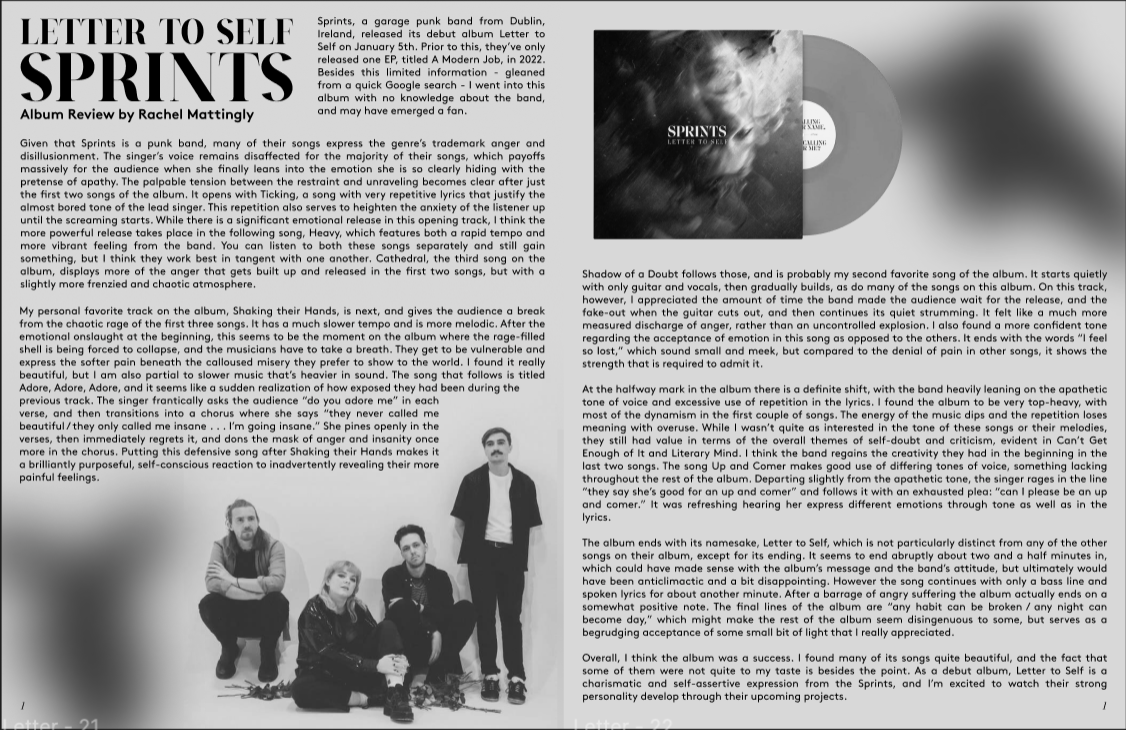 LETTER TO SELF
SPRINTS
Album Review by Rachel Mattingly
Sprints, a garage punk band from Dublin,
Ireland, released its debut album Letter to
Self on January 5th. Prior to this, they've only
released one EP, titled A Modern Job, in 2022.
Besides this limited information - gleaned
from a quick Google search - I went into this
album with no knowledge about the band,
and may have emerged a fan.
Given that Sprints is a punk band, many of their songs express the genre's trademark anger and
disillusionment. The singer's voice remains disaffected for the majority of their songs, which payoffs
massively for the audience when she finally leans into the emotion she is so clearly hiding with the
pretense of apathy. The palpable tension between the restraint and unraveling becomes clear after just
the first two songs of the album. It opens with Ticking, a song with very repetitive lyrics that justify the
almost bored tone of the lead singer. This repetition also serves to heighten the anxiety of the listener up
until the screaming starts. While there is a significant emotional release in this opening track, I think the
more powerful release takes place in the following song, Heavy, which features both a rapid tempo and
more vibrant feeling from the band. You can listen to both these songs separately and still gain
something, but I think they work best in tangent with one another. Cathedral, the third song on the
album, displays more of the anger that gets built up and released in the first two songs, but with a
slightly more frenzied and chaotic atmosphere.
My personal favorite track on the album, Shaking their Hands, is next, and gives the audience a break
from the chaotic rage of the first three songs. It has a much slower tempo and is more melodic. After the
emotional onslaught at the beginning, this seems to be the moment on the album where the rage-filled
shell is being forced to collapse, and the musicians have to take a breath. They get to be vulnerable and
express the softer pain beneath the calloused misery they prefer to show to the world. I found it really
beautiful, but I am also partial to slower music that's heavier in sound. The song that follows is titled
Adore, Adore, Adore, and it seems like a sudden realization of how exposed they had been during the
previous track. The singer frantically asks the audience "do you adore me" in each
verse, and then transitions into a chorus where she says "they never called me
beautiful / they only called me insane . . . I'm going insane." She pines openly in the
verses, then immediately regrets it, and dons the mask of anger and insanity once
more in the chorus. Putting this defensive song after Shaking their Hands makes it
a brilliantly purposeful, self-conscious reaction to inadvertently revealing their more
painful feelings.
1
Letter - 21
SPRINTS
LETTER TO SELF
Shadow of a Doubt follows those, and is probably my second favorite song of the album. It starts quietly
with only guitar and vocals, then gradually builds, as do many of the songs on this album. On this track,
however, I appreciated the amount of time the band made the audience wait for the release, and the
fake-out when the guitar cuts out, and then continues its quiet strumming. It felt like a much more
measured discharge of anger, rather than an uncontrolled explosion. I also found a more confident tone
regarding the acceptance of emotion in this song as opposed to the others. It ends with the words "I feel
so lost," which sound small and meek, but compared to the denial of pain in other songs, it shows the
strength that is required to admit it.
At the halfway mark in the album there is a definite shift, with the band heavily leaning on the apathetic
tone of voice and excessive use of repetition in the lyrics. I found the album to be very top-heavy, with
most of the dynamism in the first couple of songs. The energy of the music dips and the repetition loses
meaning with overuse. While I wasn't quite as interested in the tone of these songs or their melodies,
they still had value in terms of the overall themes of self-doubt and criticism, evident in Can't Get
Enough of It and Literary Mind. I think the band regains the creativity they had in the beginning in the
last two songs. The song Up and Comer makes good use of differing tones of voice, something lacking
throughout the rest of the album. Departing slightly from the apathetic tone, the singer rages in the line
"they say she's good for an up and comer" and follows it with an exhausted plea: "can I please be an up
and comer." It was refreshing hearing her express different emotions through tone as well as in the
lyrics.
The album ends with its namesake, Letter to Self, which is not particularly distinct from any of the other
songs on their album, except for its ending. It seems to end abruptly about two and a half minutes in,
which could have made sense with the album's message and the band's attitude, but ultimately would
have been anticlimactic and a bit disappointing. However the song continues with only a bass line and
spoken lyrics for about another minute. After a barrage of angry suffering the album actually ends on a
somewhat positive note. The final lines of the album are "any habit can be broken / any night can
become day," which might make the rest of the album seem disingenuous to some, but serves as a
begrudging acceptance of some small bit of light that I really appreciated.
Overall, I think the album was a success. I found many of its songs quite beautiful, and the fact that
some of them were not quite to my taste is besides the point. As a debut album, Letter to Self is a
charismatic and self-assertive expression from the Sprints, and I'm excited to watch their strong
personality develop through their upcoming projects.
1
Letter - 22